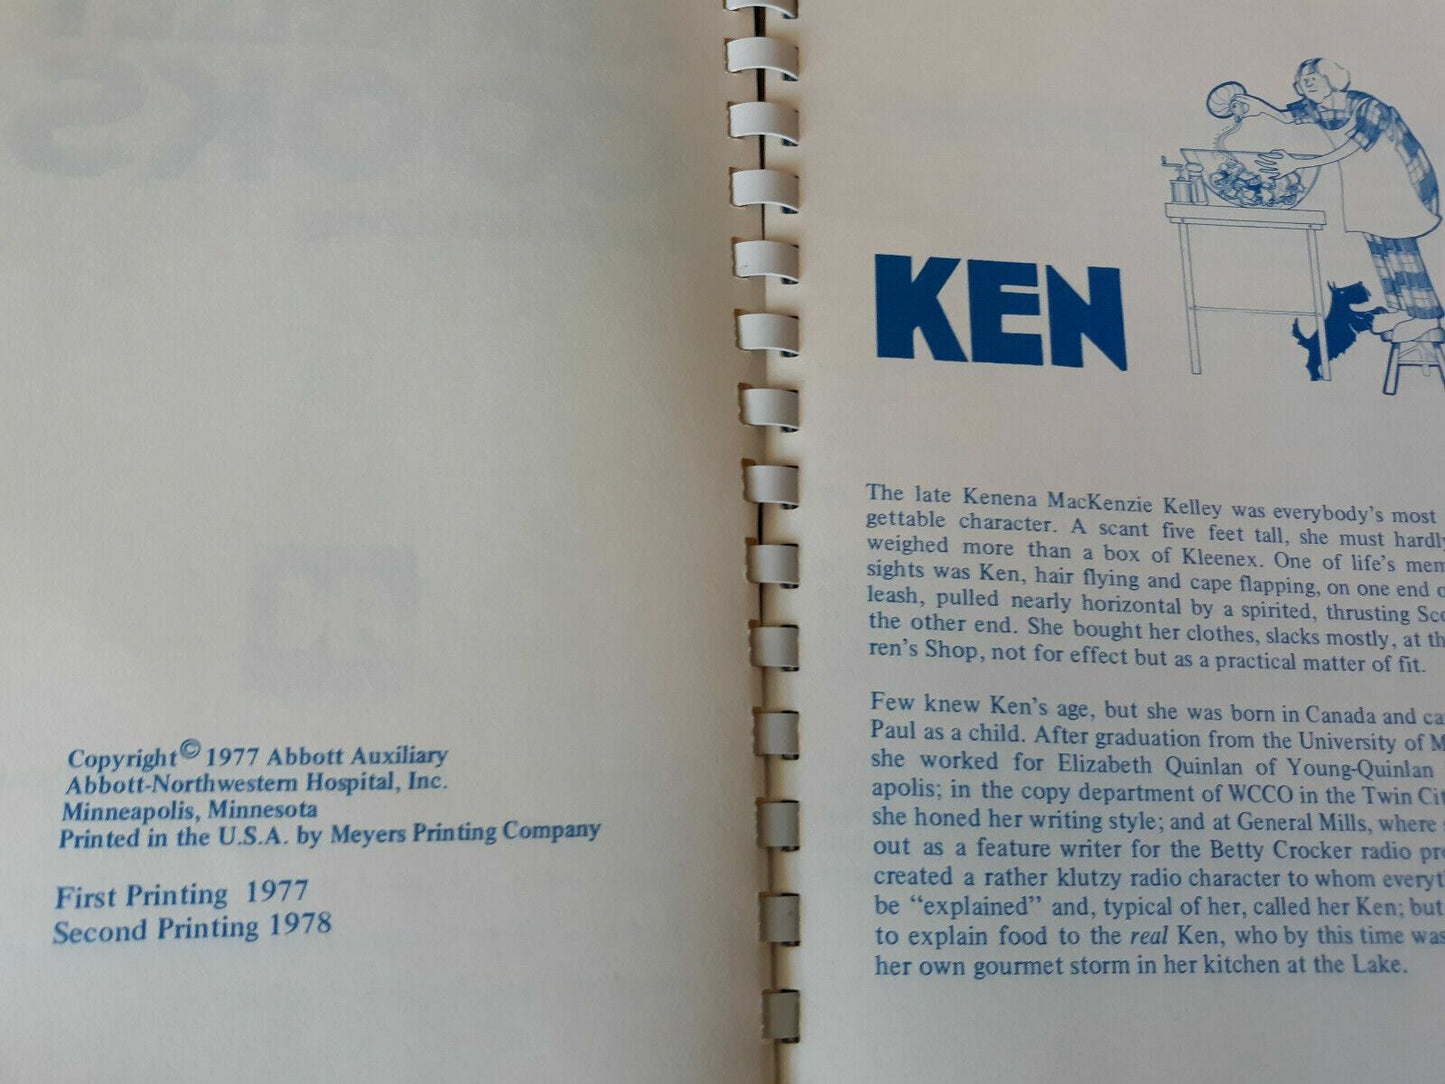 Copyright © 1977 Abbott Auxiliary
Abbott-Northwestern Hospital, Inc.
Minneapolis, Minnesota
Printed in the U.S.A. by Meyers Printing Company
First Printing 1977
Second Printing 1978
KEN
The late Kenena MacKenzie Kelley was everybody's most
gettable character. A scant five feet tall, she must hardly
weighed more than a box of Kleenex. One of life's mem
sights was Ken, hair flying and cape flapping, on one end
leash, pulled nearly horizontal by a spirited, thrusting Sc
the other end. She bought her clothes, slacks mostly, at th
ren's Shop, not for effect but as a practical matter of fit.
Few knew Ken's age, but she was born in Canada and ca
Paul as a child. After graduation from the University of M
she worked for Elizabeth Quinlan of Young-Quinlan
apolis; in the copy department of WCCO in the Twin Cit
she honed her writing style; and at General Mills, where
out as a feature writer for the Betty Crocker radio pr
created a rather klutzy radio character to whom everyt
be "explained" and, typical of her, called her Ken; but
to explain food to the real Ken, who by this time was
her own gourmet storm in her kitchen at the Lake.